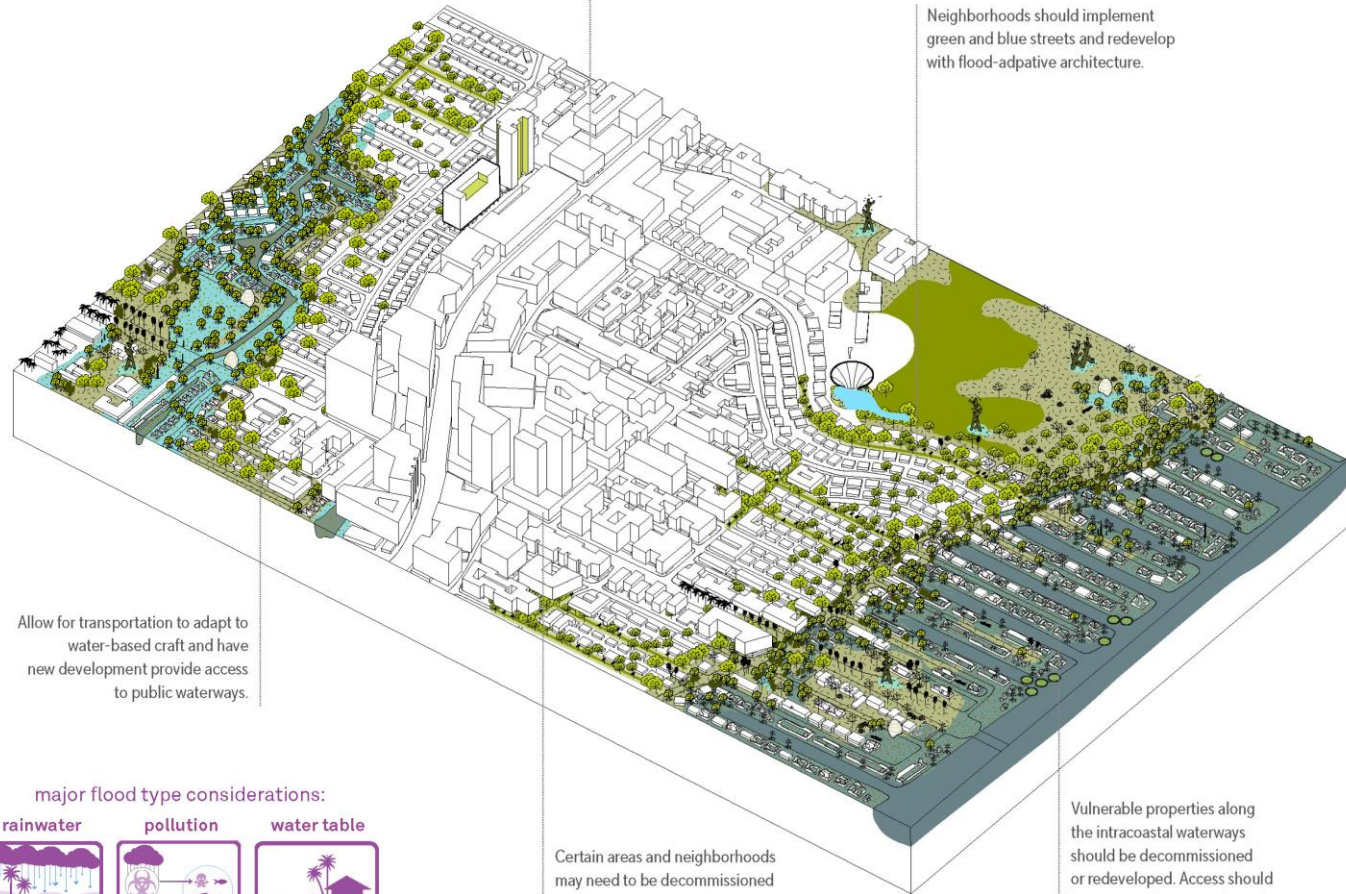 Neighborhoods should implement
green and blue streets and redevelop
with flood-adpative architecture.
Allow for transportation to adapt to
water-based craft and have
new development provide access
to public waterways.
major flood type considerations:
rainwater
pollution
water table
Certain areas and neighborhoods
may need to be decommissioned
Vulnerable properties along
the intracoastal waterways
should be decommissioned
or redeveloped. Access should